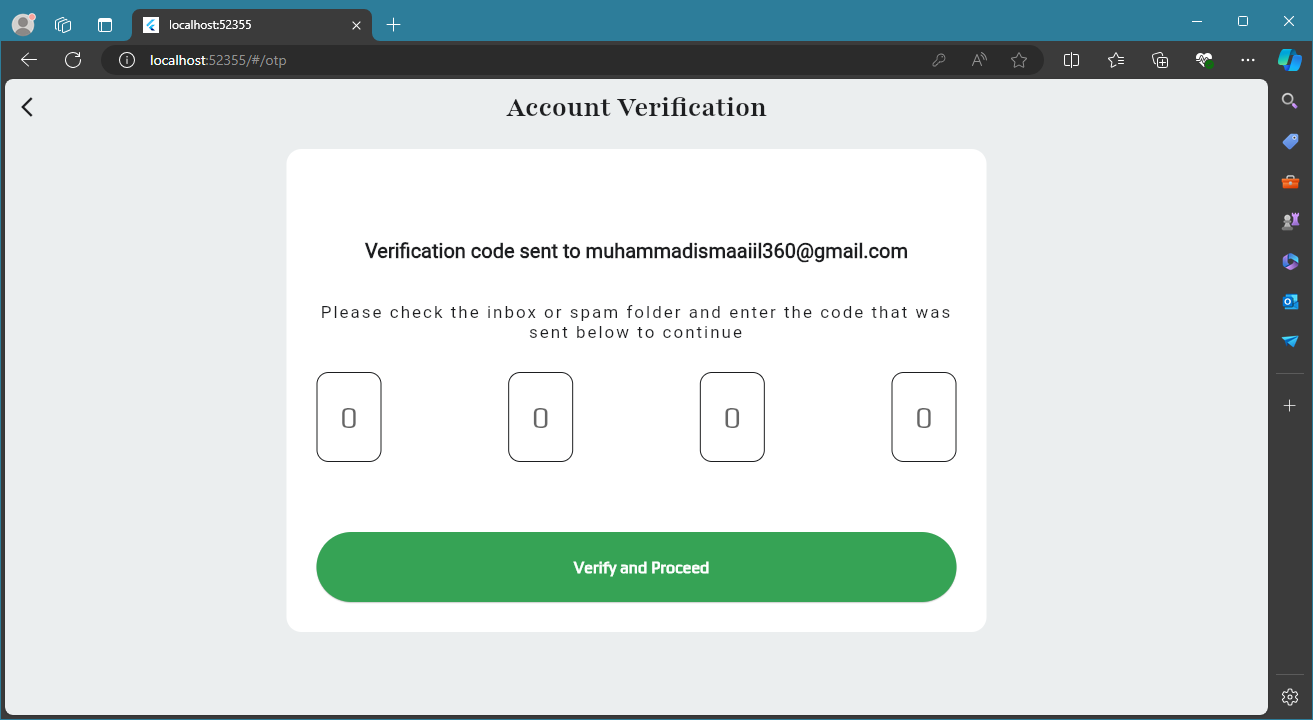 localhost:52355
localhost:52355/#/otp
Account Verification
Verification code sent to muhammadismaaiil360@gmail.com
Please check the inbox or spam folder and enter the code that was
sent below to continue
0 0 0 0
Verify and Proceed